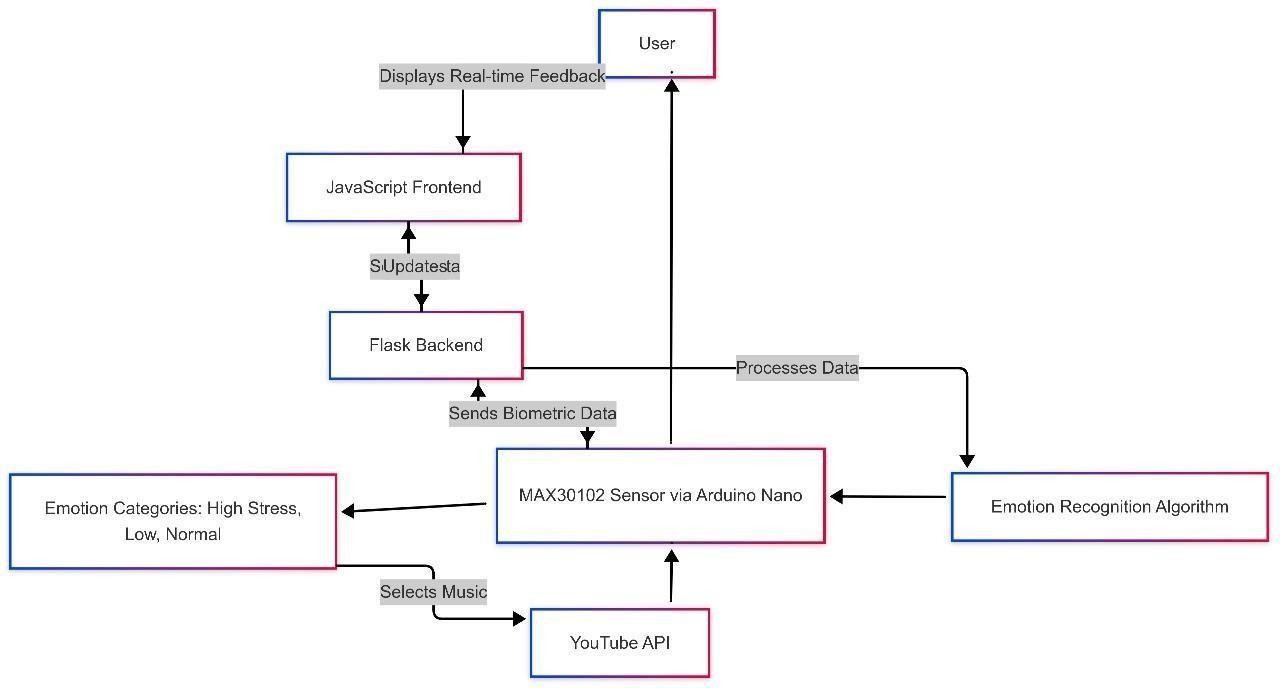 User
Displays Real-time Feedback
JavaScript Frontend
Updates
Flask Backend
Processes Data
Sends Biometric Data
MAX30102 Sensor via Arduino Nano
Emotion Categories: High Stress,
Low, Normal
Emotion Recognition Algorithm
Selects Music
YouTube API